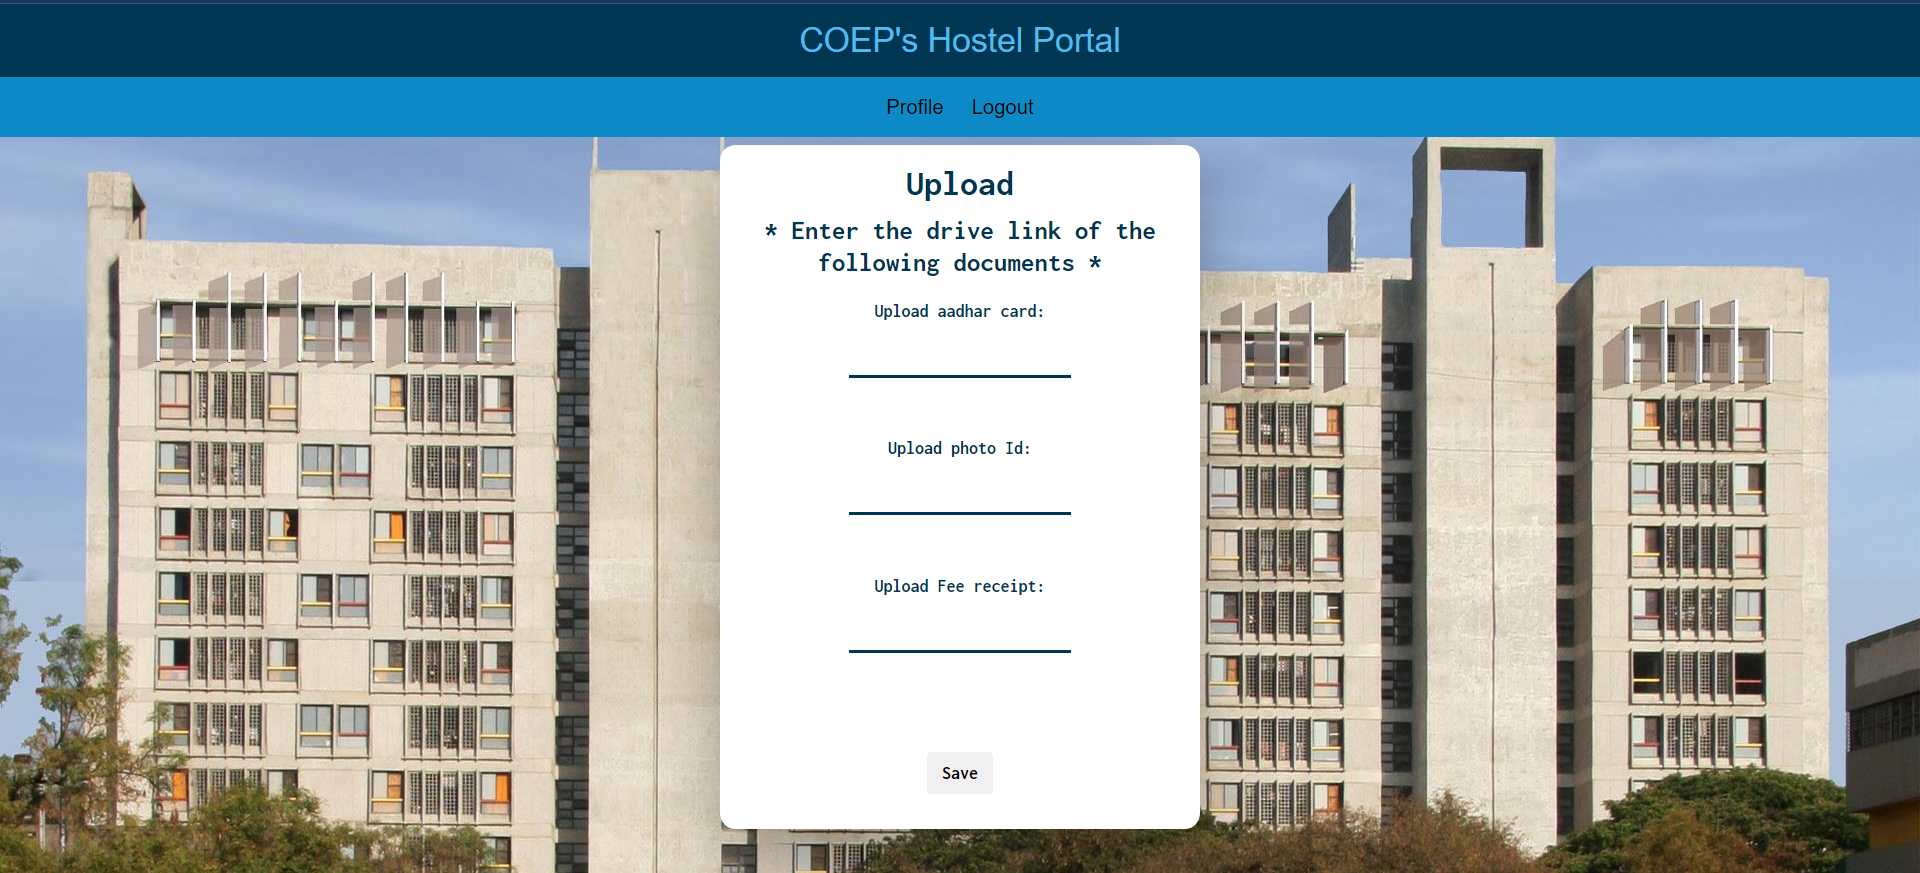 COEP's Hostel Portal
Profile Logout
Upload
* Enter the drive link of the
following documents *
Upload aadhar card:
Upload photo Id:
Upload Fee receipt:
Save